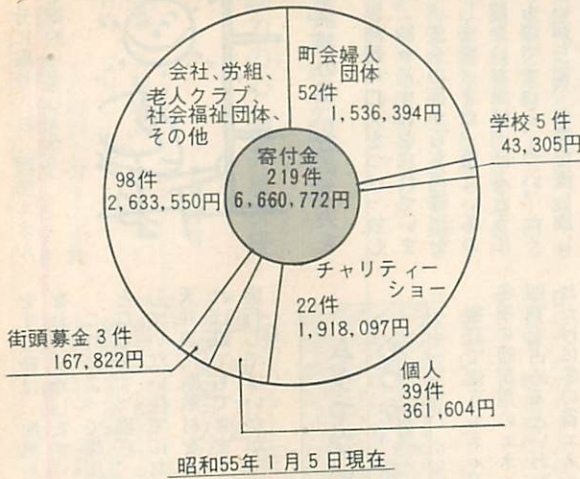 会社、労組、
老人クラブ、
社会福祉団体、
その他
98件
2,633,550円
町会婦人
団体
52件
1,536,394円
学校5件
43,305円
寄付金
219件
6,660,772円
チャリティー
ショー
22件
1,918,097円
街頭募金3件
167,822円
個人
39件
361,604円
昭和55年1月5日現在